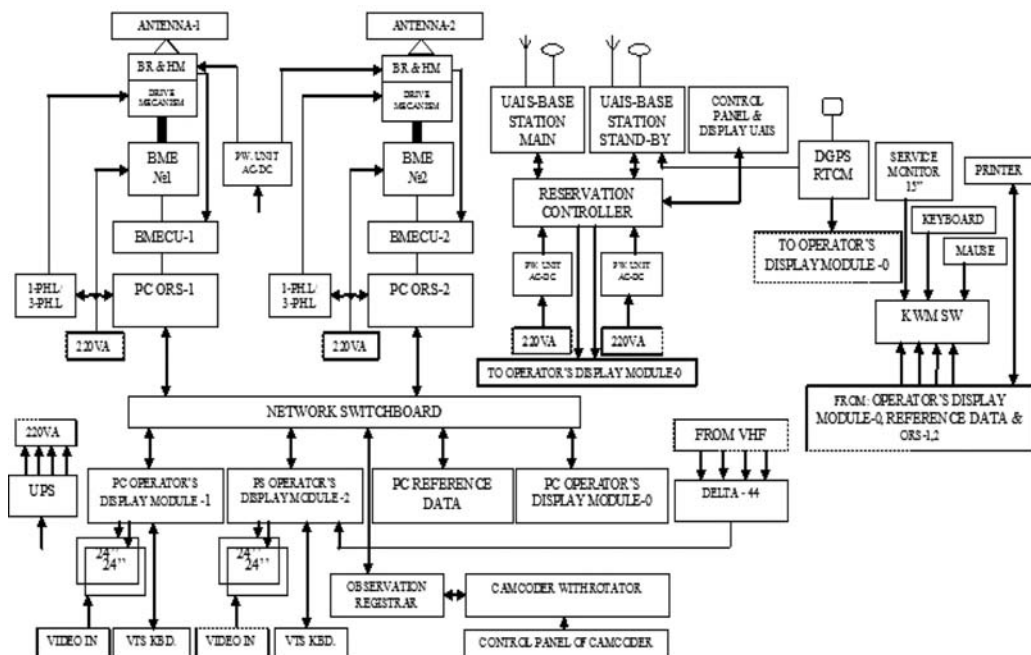 ANTENNA-1
BR & HM
DRIVE
MECANISM
BME
№1
BMECU-1
PC ORS-1
1-PH.L/
3-PH.L
220VA
PW. UNIT
AC-DC
ANTENNA-2
BR & HM
DRIVE
MECANISM
BME
№2
BMECU-2
PC ORS-2
1-PH.L/
3-PH.L
220VA
UAIS-BASE
STATION
MAIN
UAIS-BASE
STATION
STAND-BY
CONTROL
PANEL &
DISPLAY UAIS
RESERVATION
CONTROLLER
PW. UNIT
AC-DC
PW. UNIT
AC-DC
220VA
220VA
TO OPERATOR'S DISPLAY MODULE-0
DGPS
RTCM
TO OPERATOR'S
DISPLAY MODULE -0
SERVICE
MONITOR
15"
PRINTER
KEYBOARD
MAUSE
KWM SW
FROM: OPERATOR'S DISPLAY
MODULE-0, REFERENCE DATA &
ORS-1,2
NETWORK SWITCHBOARD
220VA
UPS
PC OPERATOR'S
DISPLAY MODULE -1
PS OPERATOR'S
DISPLAY MODULE -2
PC REFERENCE
DATA
PC OPERATOR'S
DISPLAY MODULE-0
FROM VHF
DELTA - 44
24''
24''
24''
24''
OBSERVATION
REGISTRAR
CAMCODER WITH ROTATOR
CONTROL PANEL OF CAMCODER
VIDEO IN
VTS KBD.
VIDEO IN
VTS KBD.